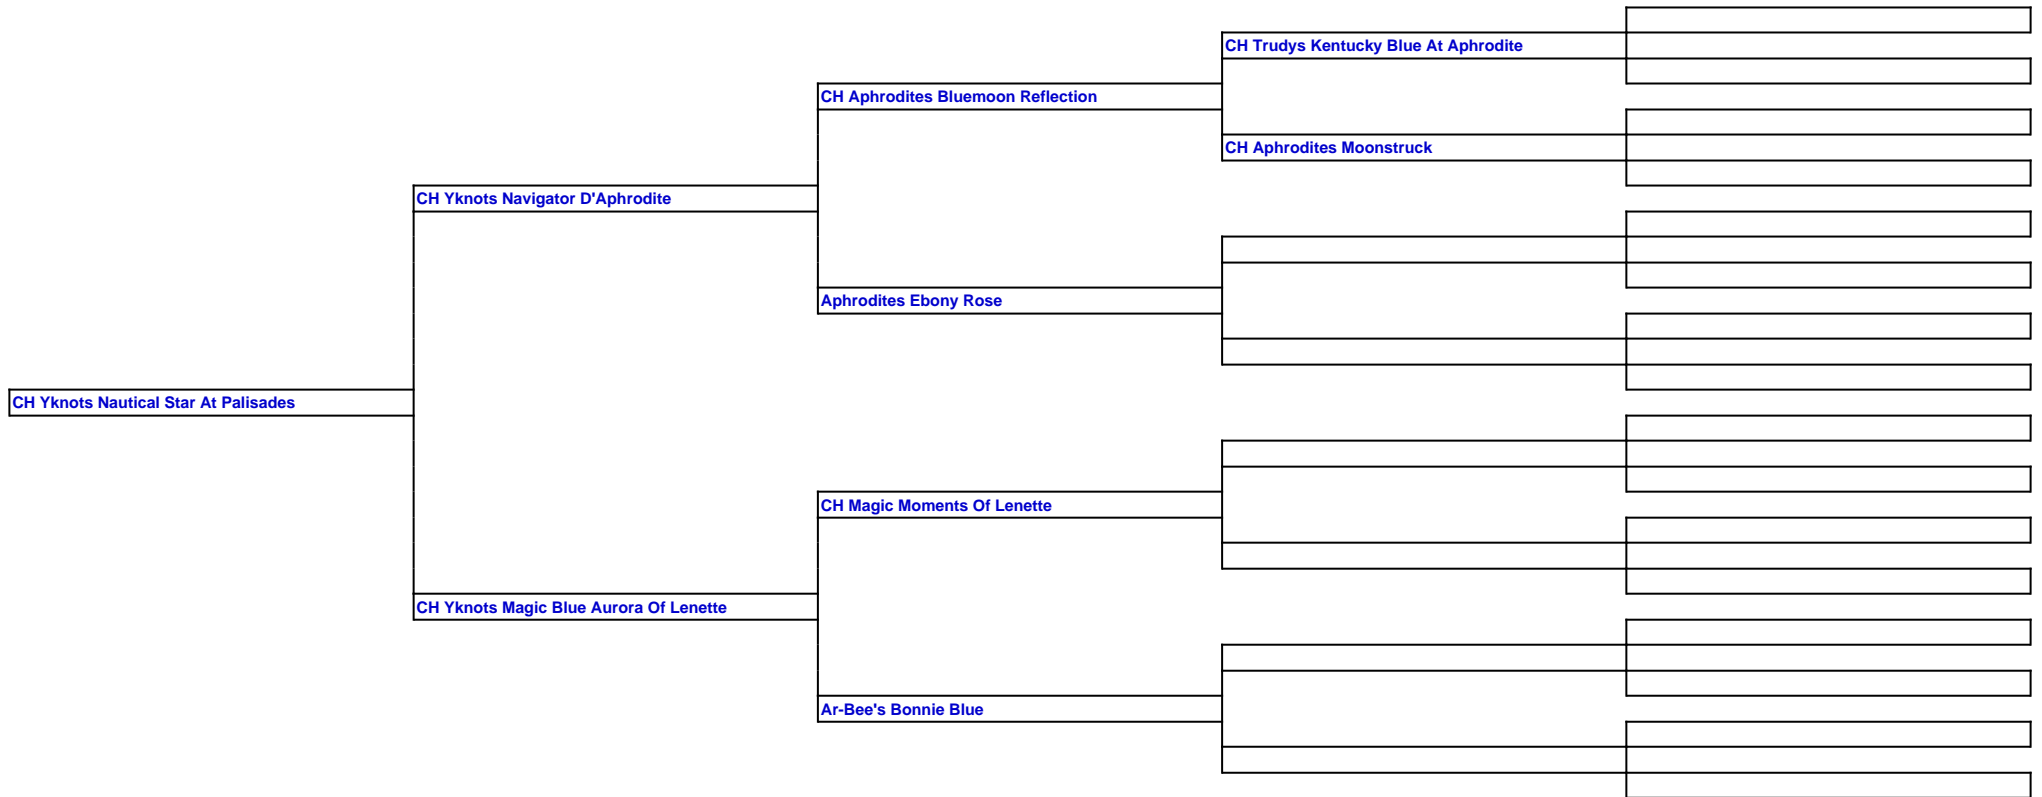 CH Trudys Kentucky Blue At Aphrodite
CH Aphrodites Bluemoon Reflection
CH Aphrodites Moonstruck
CH Yknots Navigator D'Aphrodite
Aphrodites Ebony Rose
CH Yknots Nautical Star At Palisades
CH Magic Moments Of Lenette
CH Yknots Magic Blue Aurora Of Lenette
Ar-Bee's Bonnie Blue